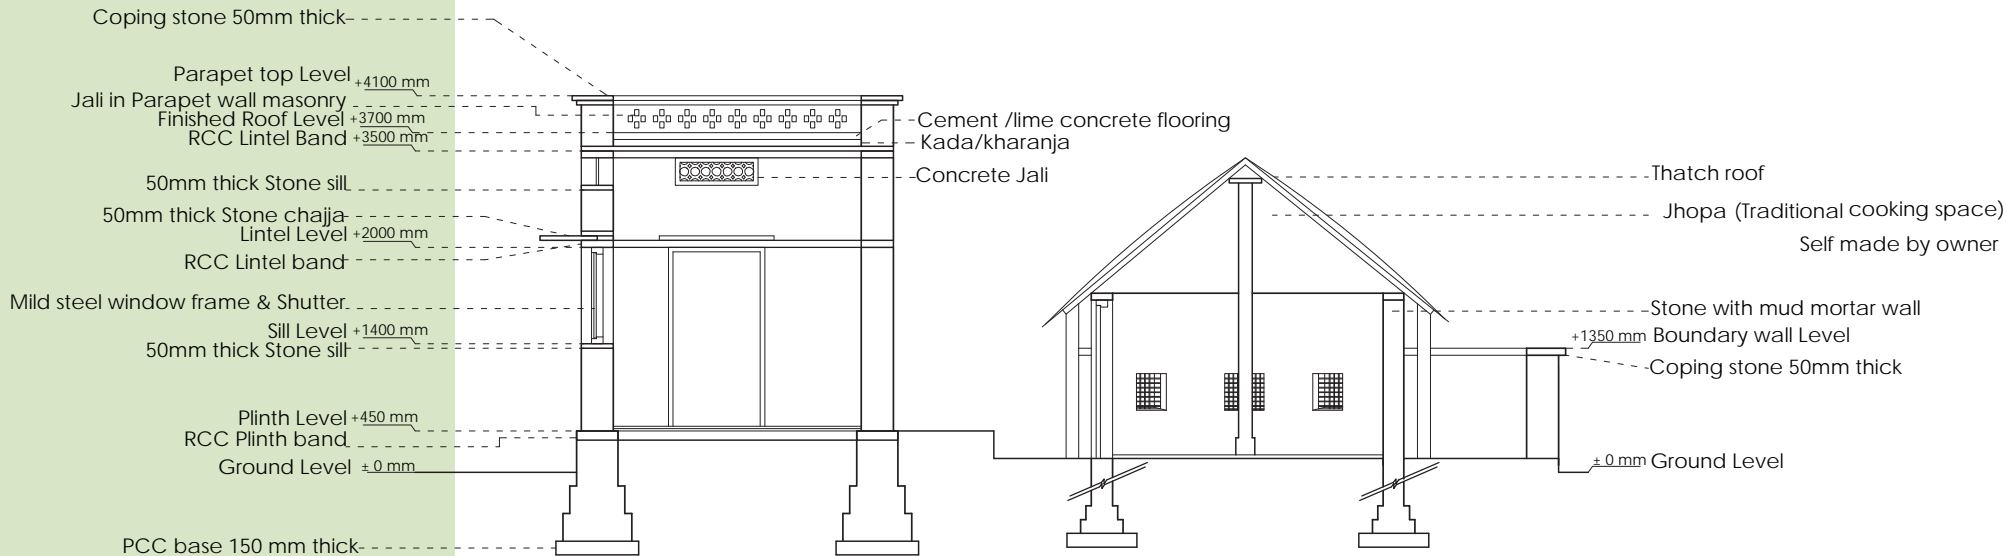 Coping stone 50mm thick
Parapet top Level +4100 mm
Jali in Parapet wall masonry
Finished Roof Level +3700 mm
RCC Lintel Band +3500 mm
50mm thick Stone sill
50mm thick Stone chajja
Lintel Level +2000 mm
RCC Lintel band
Mild steel window frame & Shutter
Sill Level +1400 mm
50mm thick Stone sill
Plinth Level +450 mm
RCC Plinth band
Ground Level ± 0 mm
PCC base 150 mm thick
Cement /lime concrete flooring
Kada/kharanja
Concrete Jali
Thatch roof
Jhopa (Traditional cooking space)
Self made by owner
Stone with mud mortar wall
+1350 mm Boundary wall Level
Coping stone 50mm thick
± 0 mm Ground Level